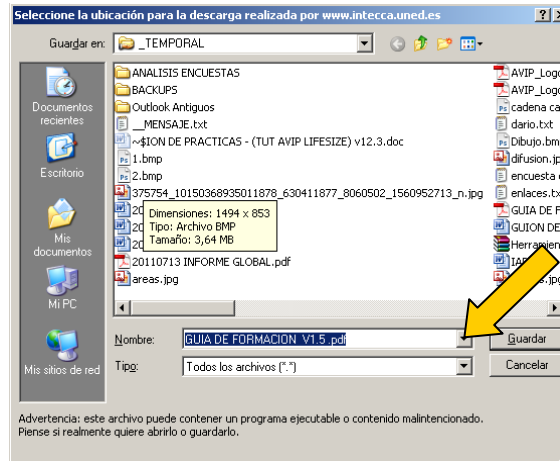 Seleccione la ubicación para la descarga realizada por www.intecca.uned.es
Guardar en:
_TEMPORAL
Documentos recientes
Escritorio
Mis documentos
Mi PC
Mis sitios de red
ANALISIS ENCUESTAS
BACKUPS
Outlook Antiguos
__MENSAJE.txt
~$ION DE PRACTICAS - (TUT AVIP LIFESIZE) v12.3.doc
1.bmp
2.bmp
375754_10150368935011878_630411877_8060502_1560952713_n.jpg
20
20
20
Dimensiones: 1494 x 853
Tipo: Archivo BMP
Tamaño: 3,64 MB
20110713 INFORME GLOBAL.pdf
areas.jpg
AVIP_Logo
AVIP_Logo
cadena ca
dario.txt
Dibujo.bm
difusion.jp
encuesta
enlaces.tx
GUIA DE F
GUION DE
Herramien
Nombre:
GUIA DE FORMACION V1.5 .pdf
Guardar
Tipo:
Todos los archivos (*.*)
Cancelar
Advertencia: este archivo puede contener un programa ejecutable o contenido malintencionado.
Piense si realmente quiere abrirlo o guardarlo.